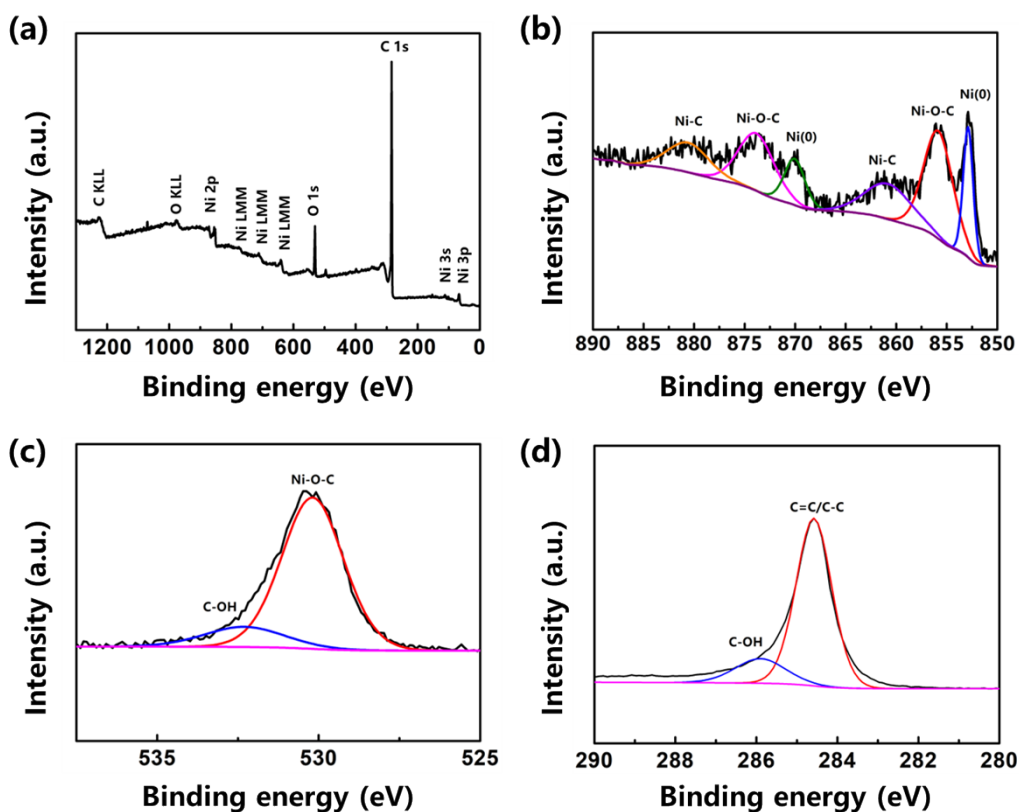 (a)
C 1s
C KLL
O KLL
Ni 2p
Ni LMM
Ni LMM
Ni LMM
O 1s
Ni 3s
Ni 3p
Intensity (a.u.)
1200 1000 800 600 400 200 0
Binding energy (eV)
(b)
Ni-C
Ni-O-C
Ni(0)
Ni-C
Ni-O-C
Ni(0)
Intensity (a.u.)
890 885 880 875 870 865 860 855 850
Binding energy (eV)
(c)
Ni-O-C
C-OH
Intensity (a.u.)
535 530 525
Binding energy (eV)
(d)
C=C/C-C
C-OH
Intensity (a.u.)
290 288 286 284 282 280
Binding energy (eV)